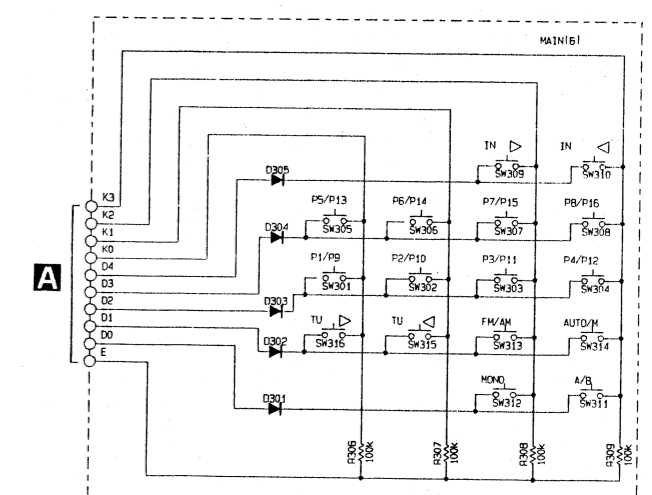 MAIN(6)
IN IN
D305
SW309 SW310
K3
P5/P13 P6/P14 P7/P15 P8/P16
K2
D304
SW305 SW306 SW307 SW308
K1
K0
P1/P9 P2/P10 P3/P11 P4/P12
D4
A
SW301 SW302 SW303 SW304
D3
D303
D2
D1
TU TU FM/AM AUTO/M
D0
D302
SW316 SW315 SW313 SW314
E
MONO A/B
D301
SW312 SW311
R306 100k
R307 100k
R308 100k
R309 100k